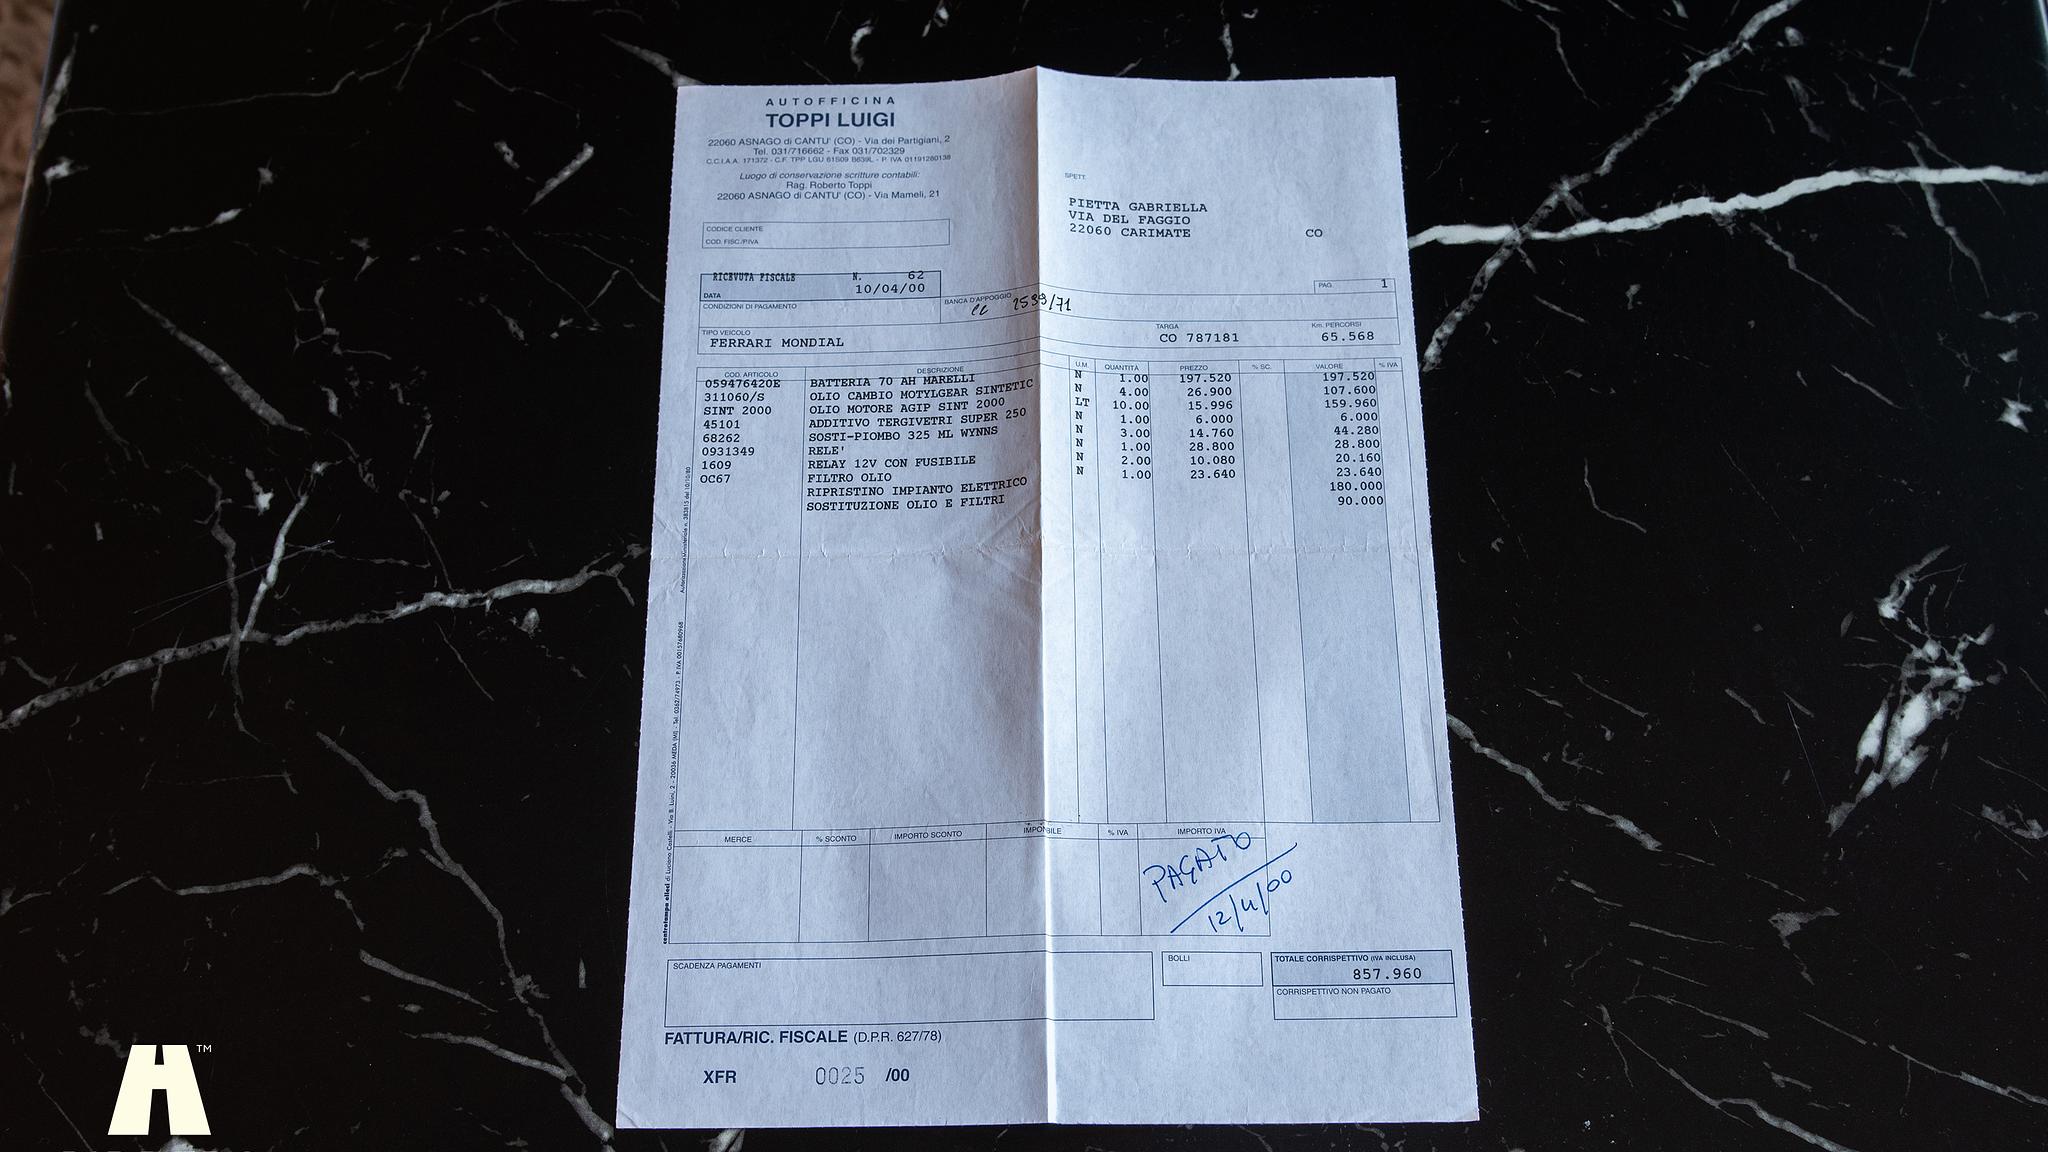 AUTOFFICINA
TOPPI LUIGI
22060 ASNAGO di CANTU' (CO) - Via dei Partigiani, 2
Tel. 031/716662 - Fax 031/702329
C.C.I.A.A. 171372 - C.F. TPP LGU 61S09 B639L - P. IVA 01191280138
Luogo di conservazione scritture contabili:
Rag. Roberto Toppi
22060 ASNAGO di CANTU' (CO) - Via Mameli, 21
SPETT.
PIETTA GABRIELLA
VIA DEL FAGGIO
22060 CARIMATE CO
CODICE CLIENTE
COD. FISC./P.IVA
RICEVUTA FISCALE N. 62
DATA 10/04/00
PAG. 1
CONDIZIONI DI PAGAMENTO
BANCA D'APPOGGIO
2599/71
TIPO VEICOLO TARGA Km. PERCORSI
FERRARI MONDIAL CO 787181 65.568
COD. ARTICOLO DESCRIZIONE U.M. QUANTITÀ PREZZO % SC. VALORE % IVA
059476420E BATTERIA 70 AH MARELLI N 1.00 197.520 197.520
311060/S OLIO CAMBIO MOTYLGEAR SINTETIC N 4.00 26.900 107.600
SINT 2000 OLIO MOTORE AGIP SINT 2000 LT 10.00 15.996 159.960
45101 ADDITIVO TERGIVETRI SUPER 250 N 1.00 6.000 6.000
68262 SOSTI-PIOMBO 325 ML WYNNS N 3.00 14.760 44.280
0931349 RELE' N 1.00 28.800 28.800
1609 RELAY 12V CON FUSIBILE N 2.00 10.080 20.160
OC67 FILTRO OLIO N 1.00 23.640 23.640
RIPRISTINO IMPIANTO ELETTRICO 180.000
SOSTITUZIONE OLIO E FILTRI 90.000
MERCE % SCONTO IMPORTO SCONTO IMPONIBILE % IVA IMPORTO IVA
PAGATO
12/4/00
SCADENZA PAGAMENTI
BOLLI
TOTALE CORRISPETTIVO (IVA INCLUSA)
857.960
CORRISPETTIVO NON PAGATO
FATTURA/RIC. FISCALE (D.P.R. 627/78)
XFR 0025 /00
TM